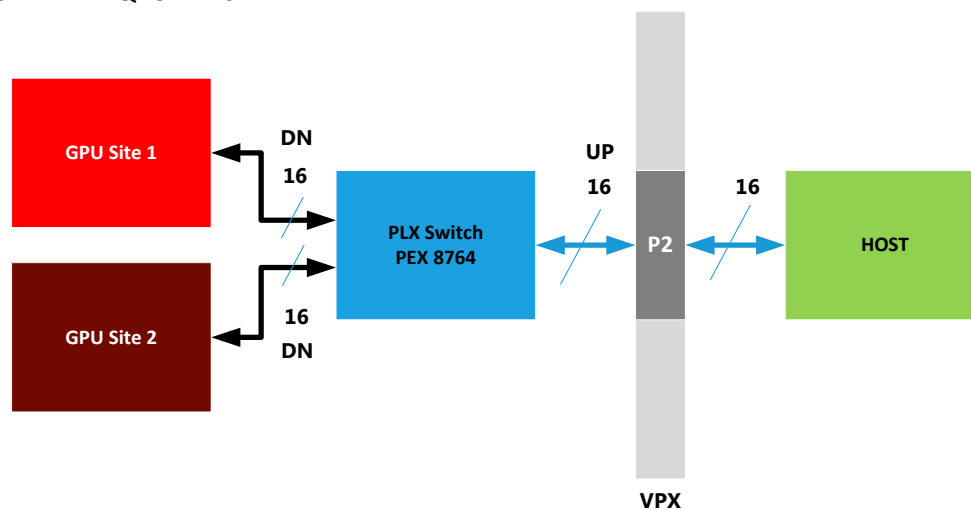 GPU Site 1
DN
16
UP
16
16
PLX Switch
PEX 8764
P2
HOST
GPU Site 2
16
DN
VPX